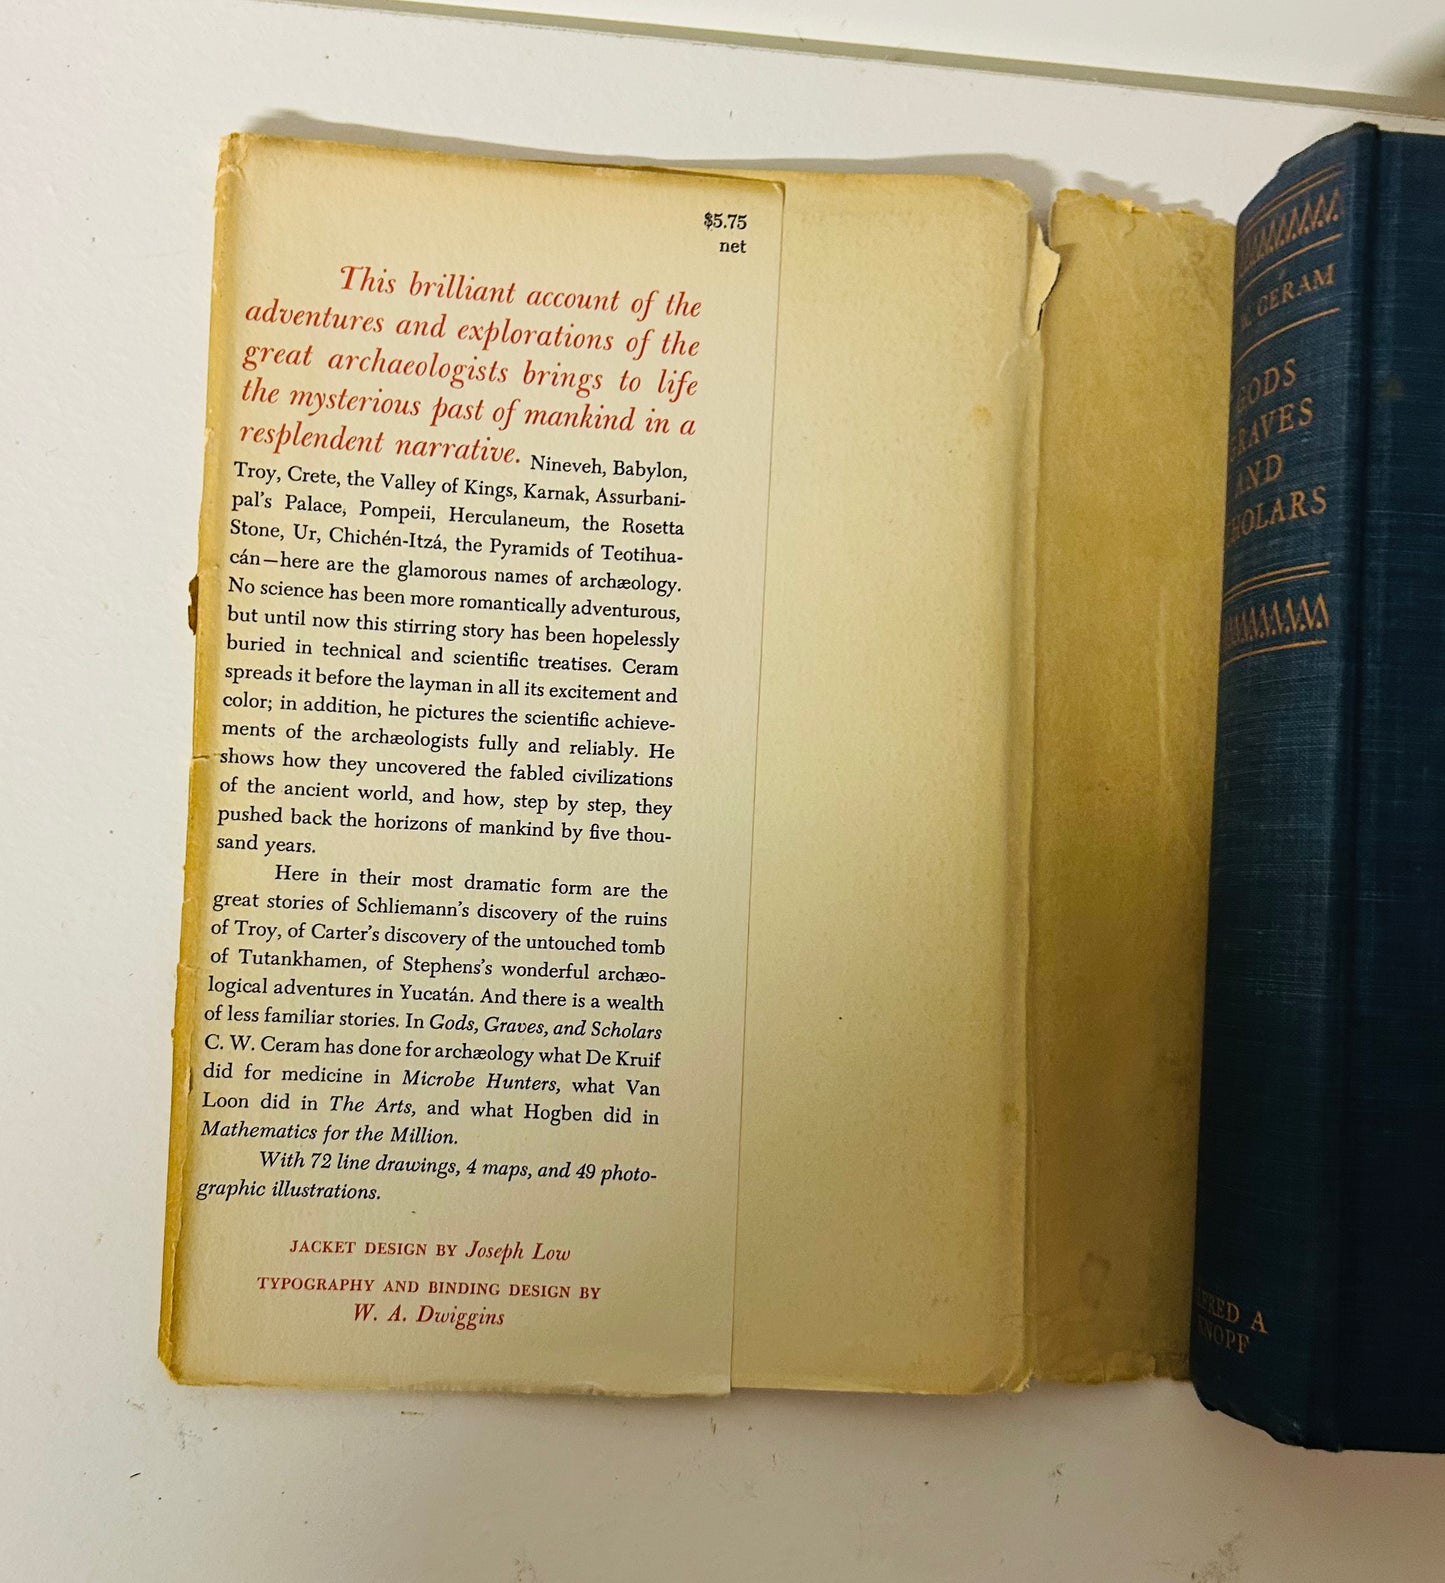 $5.75
net
This brilliant account of the
adventures and explorations of the
great archaeologists brings to life
the mysterious past of mankind in a
resplendent narrative. Nineveh, Babylon,
Troy, Crete, the Valley of Kings, Karnak, Assurbani-
pal's Palace, Pompeii, Herculaneum, the Rosetta
Stone, Ur, Chichén-Itzá, the Pyramids of Teotihua-
cán—here are the glamorous names of archæology.
No science has been more romantically adventurous,
but until now this stirring story has been hopelessly
buried in technical and scientific treatises. Ceram
spreads it before the layman in all its excitement and
color; in addition, he pictures the scientific achieve-
ments of the archæologists fully and reliably. He
shows how they uncovered the fabled civilizations
of the ancient world, and how, step by step, they
pushed back the horizons of mankind by five thou-
sand years.
Here in their most dramatic form are the
great stories of Schliemann's discovery of the ruins
of Troy, of Carter's discovery of the untouched tomb
of Tutankhamen, of Stephens's wonderful archæo-
logical adventures in Yucatán. And there is a wealth
of less familiar stories. In Gods, Graves, and Scholars
C. W. Ceram has done for archæology what De Kruif
did for medicine in Microbe Hunters, what Van
Loon did in The Arts, and what Hogben did in
Mathematics for the Million.
With 72 line drawings, 4 maps, and 49 photo-
graphic illustrations.
JACKET DESIGN BY Joseph Low
TYPOGRAPHY AND BINDING DESIGN BY
W. A. Dwiggins
CERAM
GODS
GRAVES
AND
SCHOLARS
ALFRED A
KNOPF